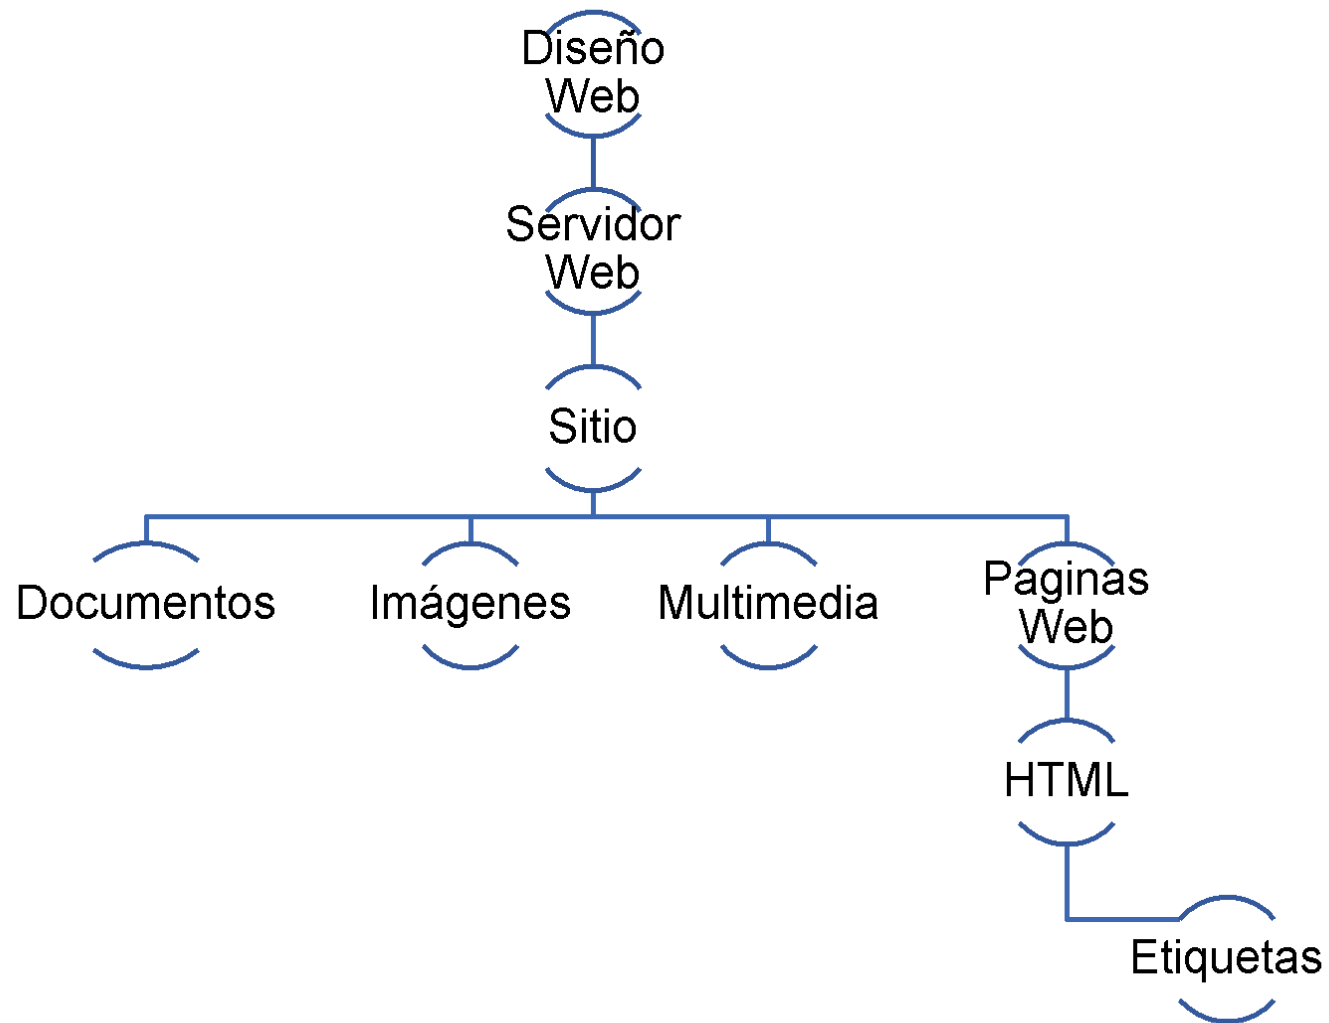 Diseño
Web
Servidor
Web
Sitio
Documentos
Imágenes
Multimedia
Paginas
Web
HTML
Etiquetas